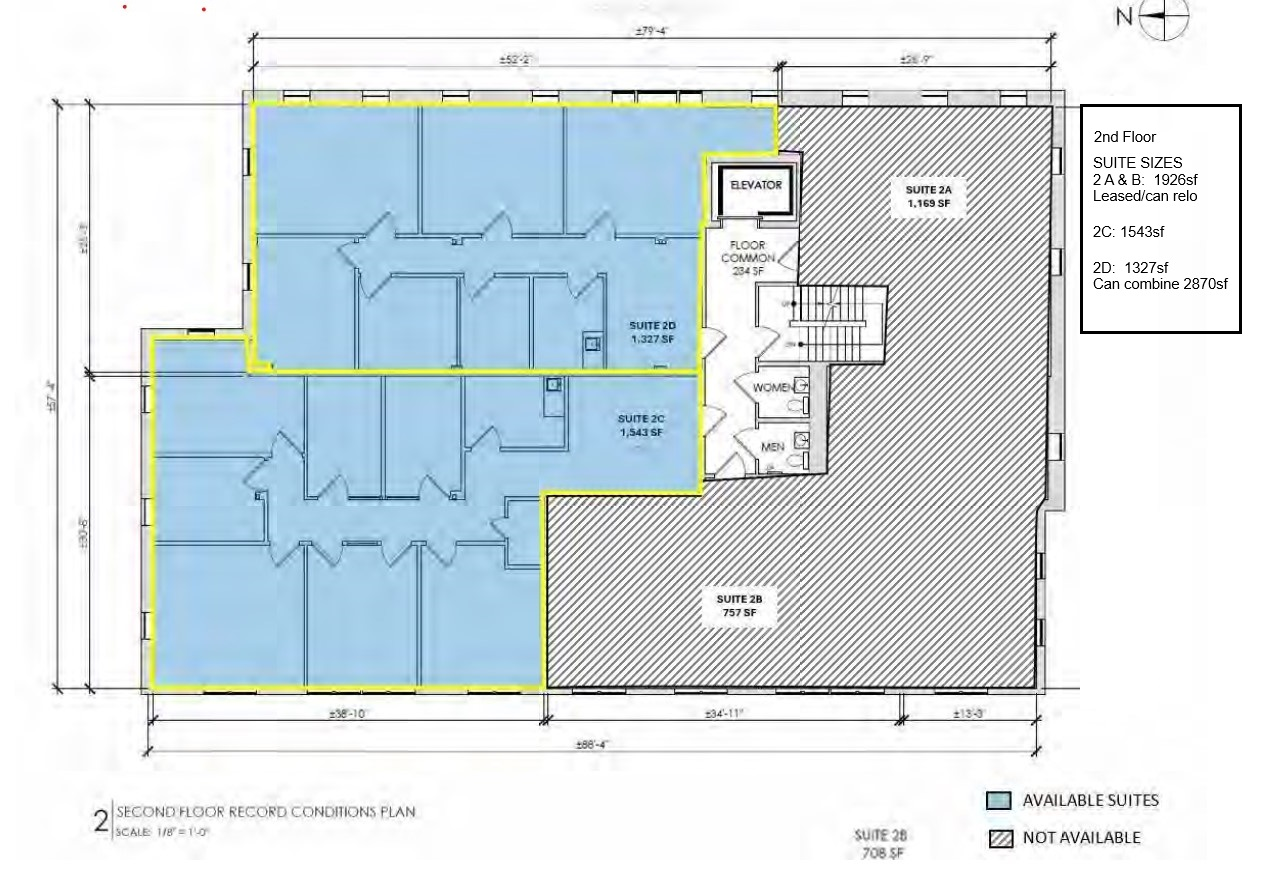 N
±79'-4"
±52'-2"
±26'-9"
2nd Floor
SUITE SIZES
2 A & B: 1926sf
Leased/can relo
2C: 1543sf
2D: 1327sf
Can combine 2870sf
ELEVATOR
SUITE 2A
1,169 SF
FLOOR
COMMON
234 SF
SUITE 2D
1,327 SF
±57'-4"
WOMEN
SUITE 2C
1,543 SF
MEN
SUITE 2B
757 SF
±38'-10"
±34'-11"
±13'-3"
±88'-4"
2
SECOND FLOOR RECORD CONDITIONS PLAN
SCALE: 1/8" = 1'-0"
AVAILABLE SUITES
NOT AVAILABLE
SUITE 2B
708 SF